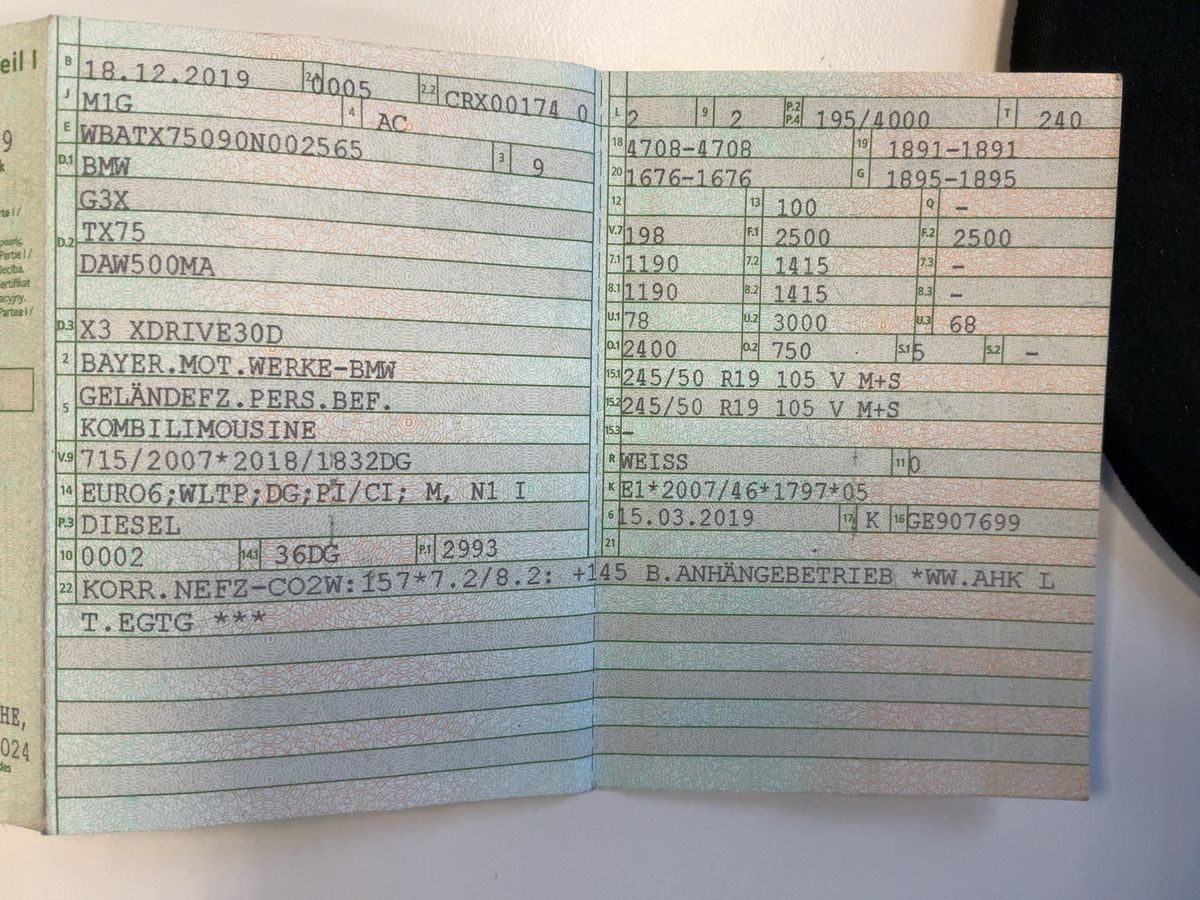 eil I
9
k
rte I /
Partie I /
ecíba.
ertifikat
acyjny.
Partea I /
HE,
024
des
B 18.12.2019 2.1 0005 2.2 CRX00174 0
J M1G 4 AC
E WBATX75090N002565 3 9
D.1 BMW
D.2 G3X
TX75
DAW500MA
D.3 X3 XDRIVE30D
2 BAYER.MOT.WERKE-BMW
5 GELÄNDEFZ.PERS.BEF.
KOMBILIMOUSINE
V.9 715/2007*2018/1832DG
14 EURO6;WLTP;DG;PI/CI; M, N1 I
P.3 DIESEL
10 0002 14.1 36DG P.1 2993
22 KORR.NEFZ-CO2W:157*7.2/8.2: +145 B.ANHÄNGEBETRIEB *WW.AHK L
T.EGTG ***
L 2 9 2 P.2 P.4 195/4000 T 240
18 4708-4708 19 1891-1891
20 1676-1676 G 1895-1895
12 13 100 Q –
V.7 198 F.1 2500 F.2 2500
7.1 1190 7.2 1415 7.3 –
8.1 1190 8.2 1415 8.3 –
U.1 78 U.2 3000 U.3 68
O.1 2400 O.2 750 S.1 5 S.2 –
15.1 245/50 R19 105 V M+S
15.2 245/50 R19 105 V M+S
15.3 –
R WEISS 11 0
K E1*2007/46*1797*05
6 15.03.2019 17 K 16 GE907699
21